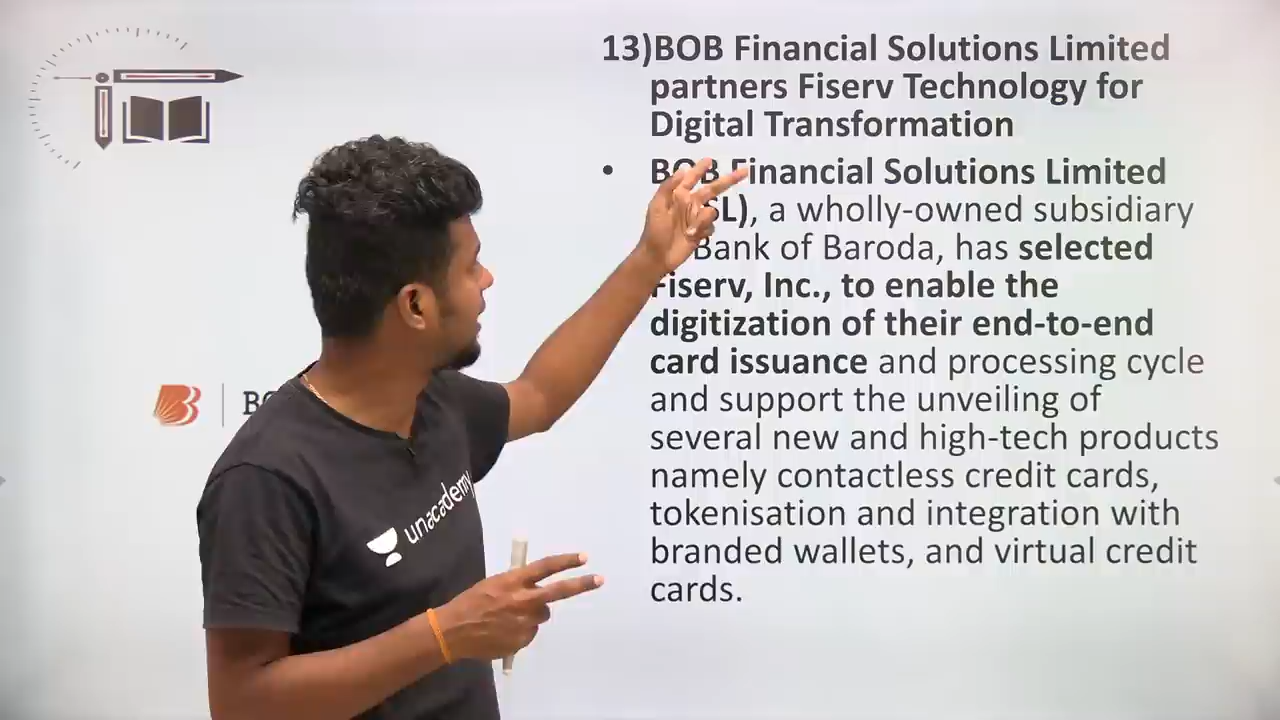 13)BOB Financial Solutions Limited
partners Fiserv Technology for
Digital Transformation
• BOB Financial Solutions Limited
SL), a wholly-owned subsidiary
Bank of Baroda, has selected
Fiserv, Inc., to enable the
digitization of their end-to-end
card issuance and processing cycle
and support the unveiling of
several new and high-tech products
namely contactless credit cards,
tokenisation and integration with
branded wallets, and virtual credit
cards.
unacademy